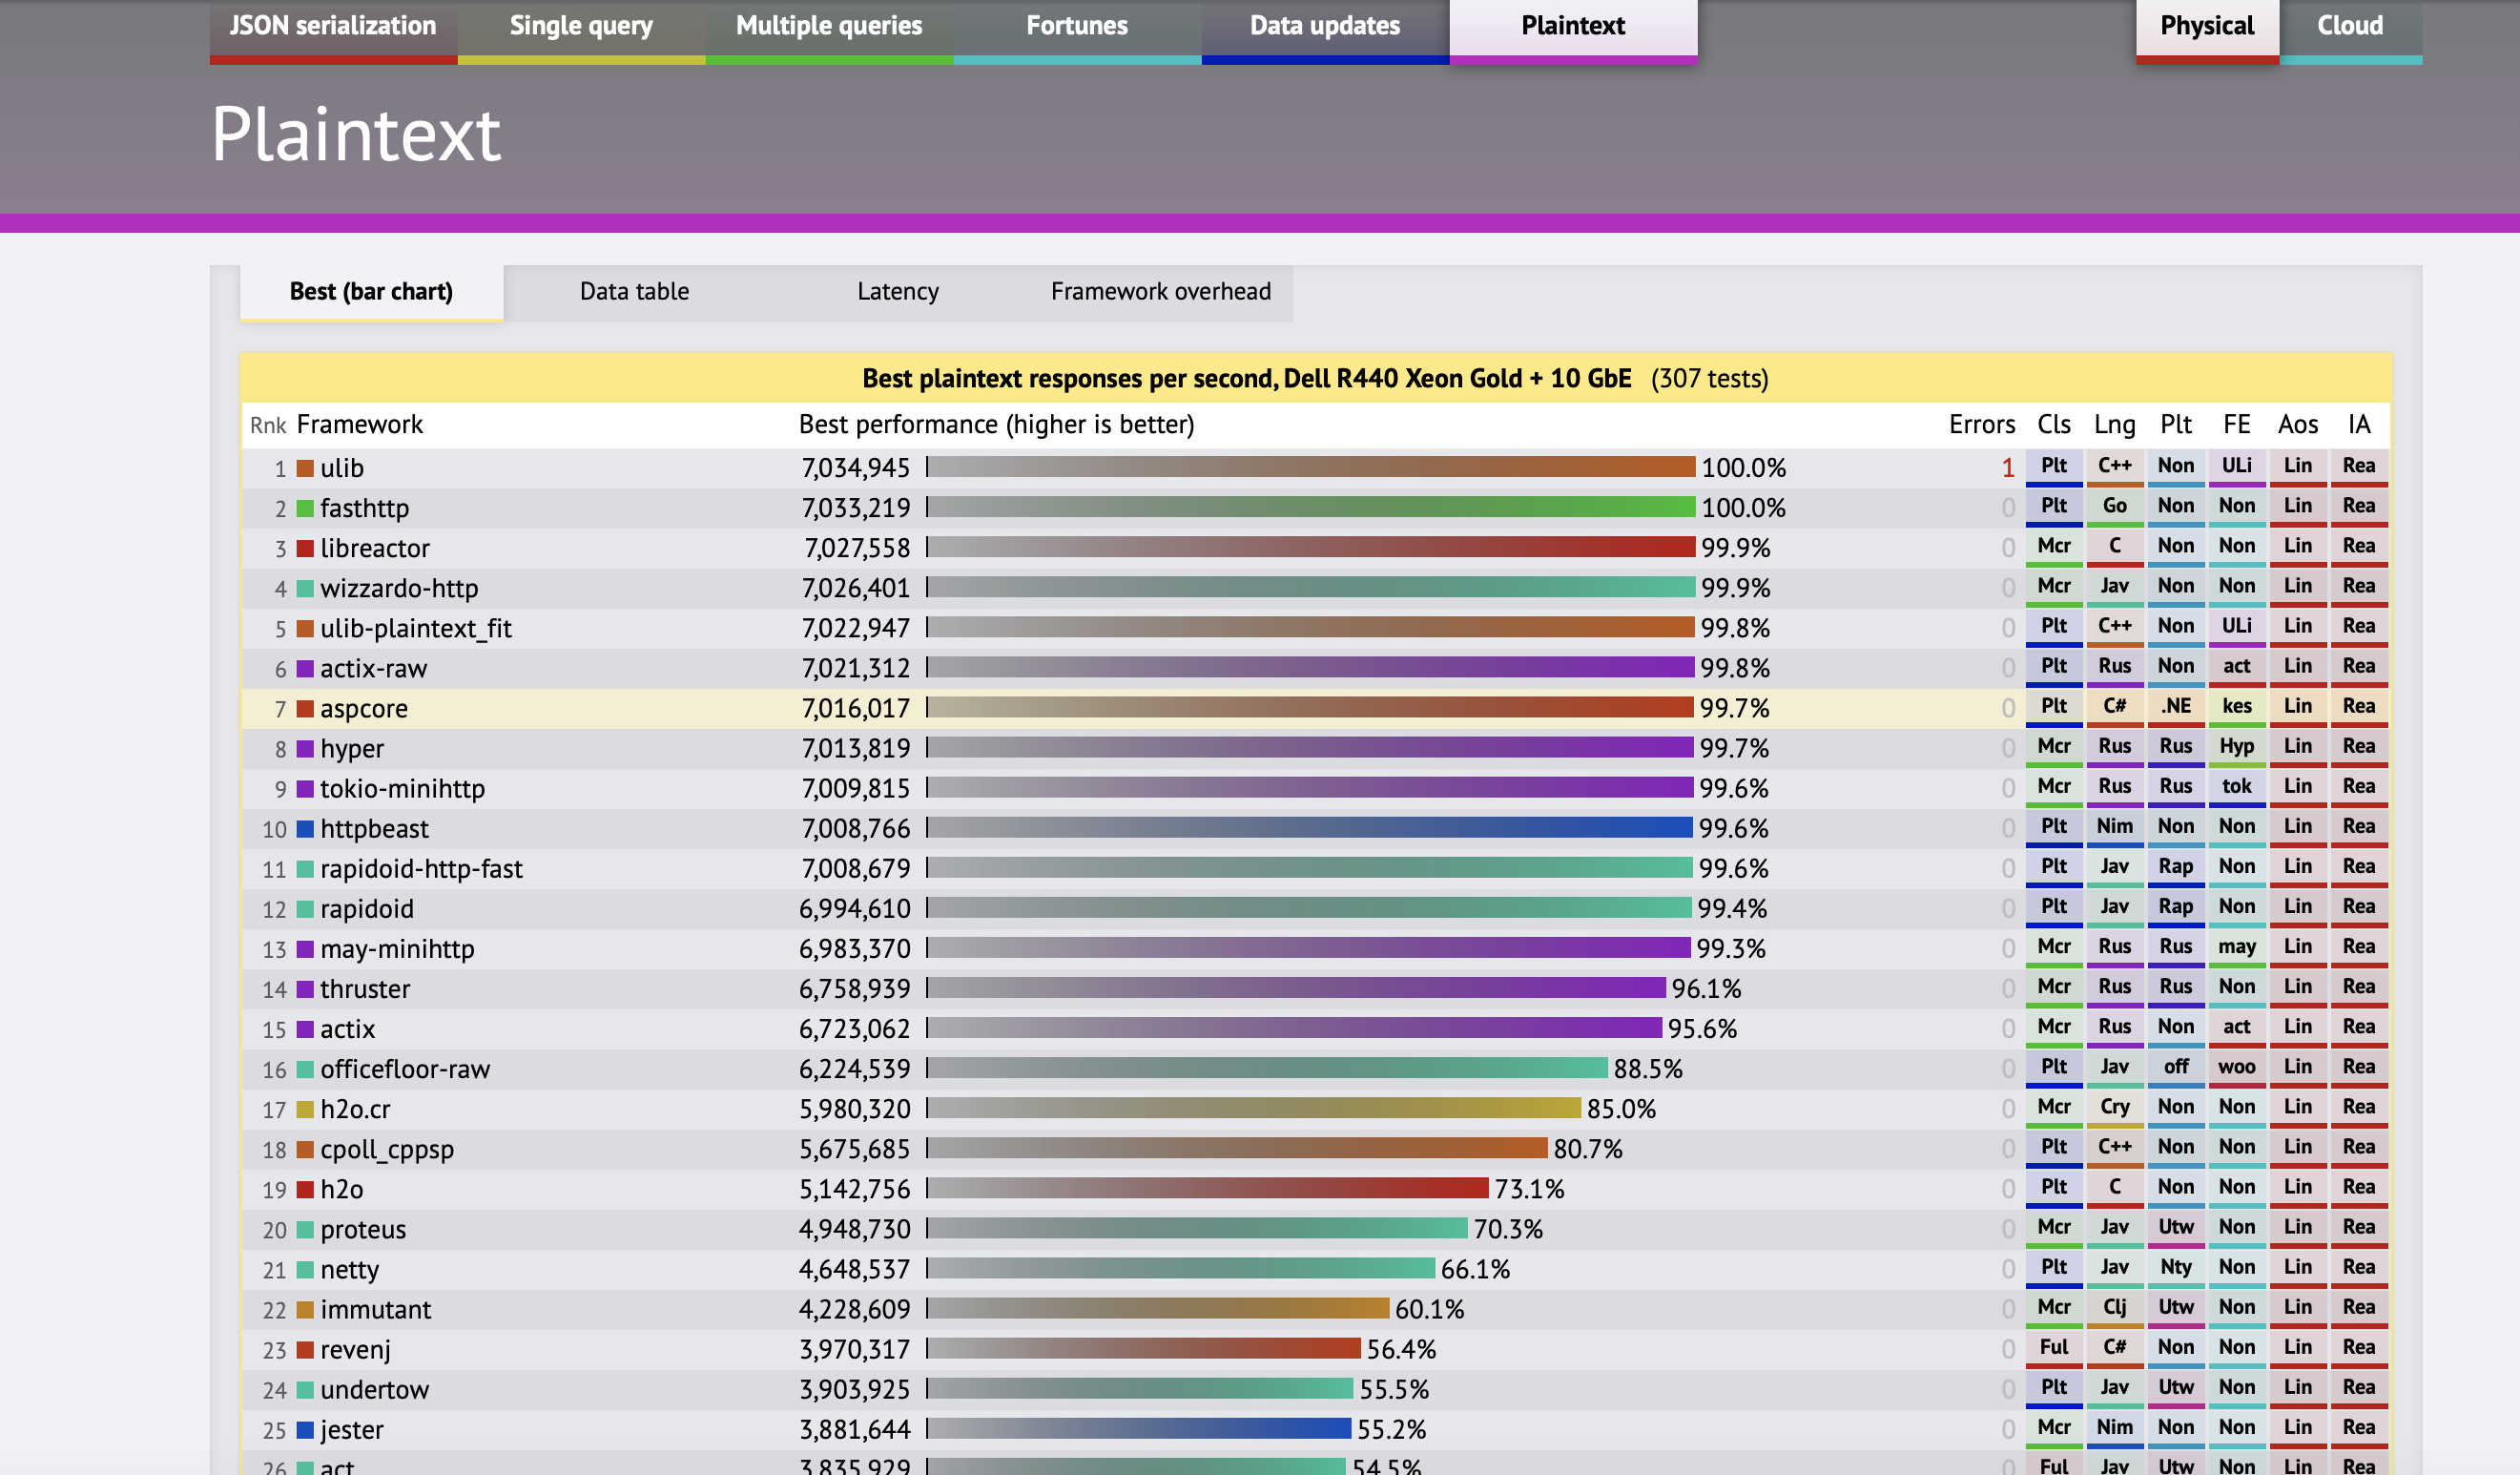 JSON serialization Single query Multiple queries Fortunes Data updates Plaintext Physical Cloud
Plaintext
Best (bar chart) Data table Latency Framework overhead
Best plaintext responses per second, Dell R440 Xeon Gold + 10 GbE (307 tests)
Rnk Framework Best performance (higher is better) Errors Cls Lng Plt FE Aos IA
1 ulib 7,034,945 100.0% 1 Plt C++ Non ULi Lin Rea
2 fasthttp 7,033,219 100.0% 0 Plt Go Non Non Lin Rea
3 libreactor 7,027,558 99.9% 0 Mcr C Non Non Lin Rea
4 wizzardo-http 7,026,401 99.9% 0 Mcr Jav Non Non Lin Rea
5 ulib-plaintext_fit 7,022,947 99.8% 0 Plt C++ Non ULi Lin Rea
6 actix-raw 7,021,312 99.8% 0 Plt Rus Non act Lin Rea
7 aspcore 7,016,017 99.7% 0 Plt C# .NE kes Lin Rea
8 hyper 7,013,819 99.7% 0 Mcr Rus Rus Hyp Lin Rea
9 tokio-minihttp 7,009,815 99.6% 0 Mcr Rus Rus tok Lin Rea
10 httpbeast 7,008,766 99.6% 0 Plt Nim Non Non Lin Rea
11 rapidoid-http-fast 7,008,679 99.6% 0 Plt Jav Rap Non Lin Rea
12 rapidoid 6,994,610 99.4% 0 Plt Jav Rap Non Lin Rea
13 may-minihttp 6,983,370 99.3% 0 Mcr Rus Rus may Lin Rea
14 thruster 6,758,939 96.1% 0 Mcr Rus Rus Non Lin Rea
15 actix 6,723,062 95.6% 0 Mcr Rus Non act Lin Rea
16 officefloor-raw 6,224,539 88.5% 0 Plt Jav off woo Lin Rea
17 h2o.cr 5,980,320 85.0% 0 Mcr Cry Non Non Lin Rea
18 cpoll_cppsp 5,675,685 80.7% 0 Plt C++ Non Non Lin Rea
19 h2o 5,142,756 73.1% 0 Plt C Non Non Lin Rea
20 proteus 4,948,730 70.3% 0 Mcr Jav Utw Non Lin Rea
21 netty 4,648,537 66.1% 0 Plt Jav Nty Non Lin Rea
22 immutant 4,228,609 60.1% 0 Mcr Clj Utw Non Lin Rea
23 revenj 3,970,317 56.4% 0 Ful C# Non Non Lin Rea
24 undertow 3,903,925 55.5% 0 Plt Jav Utw Non Lin Rea
25 jester 3,881,644 55.2% 0 Mcr Nim Non Non Lin Rea
26 act 3,835,929 54.5% 0 Ful Jav Utw Non Lin Rea